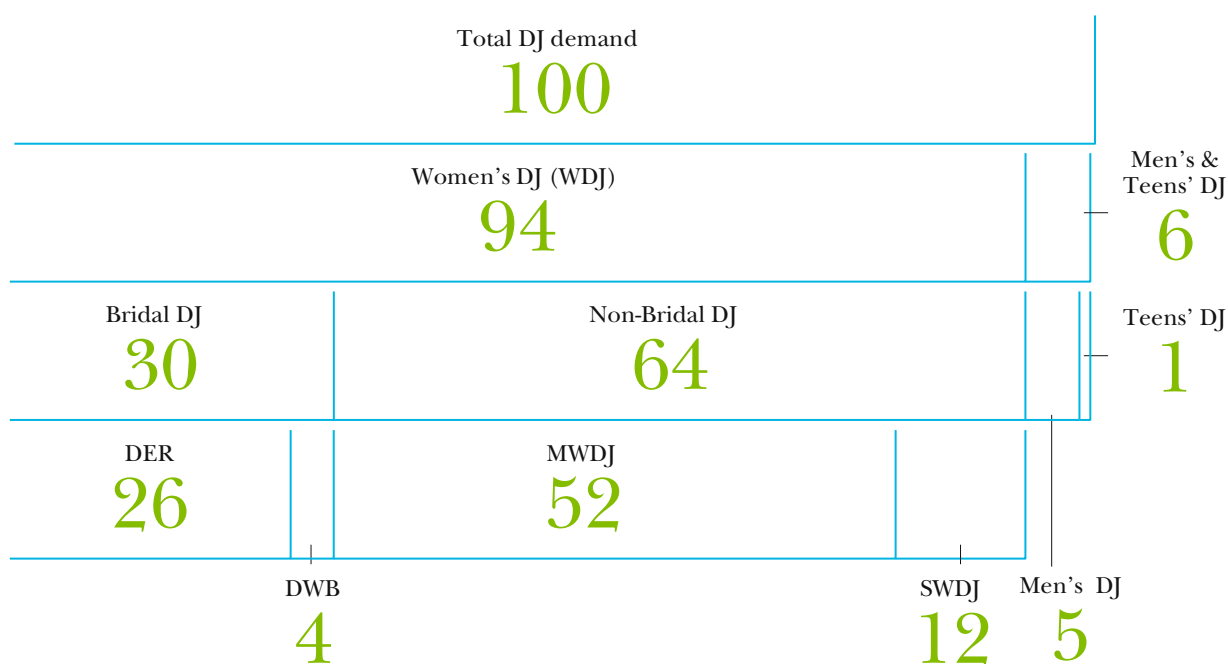 Total DJ demand
100
Women’s DJ (WDJ)
94
Men’s &
Teens’ DJ
6
Bridal DJ
30
Non-Bridal DJ
64
Teens’ DJ
1
DER
26
MWDJ
52
DWB
4
SWDJ
12
Men’s DJ
5